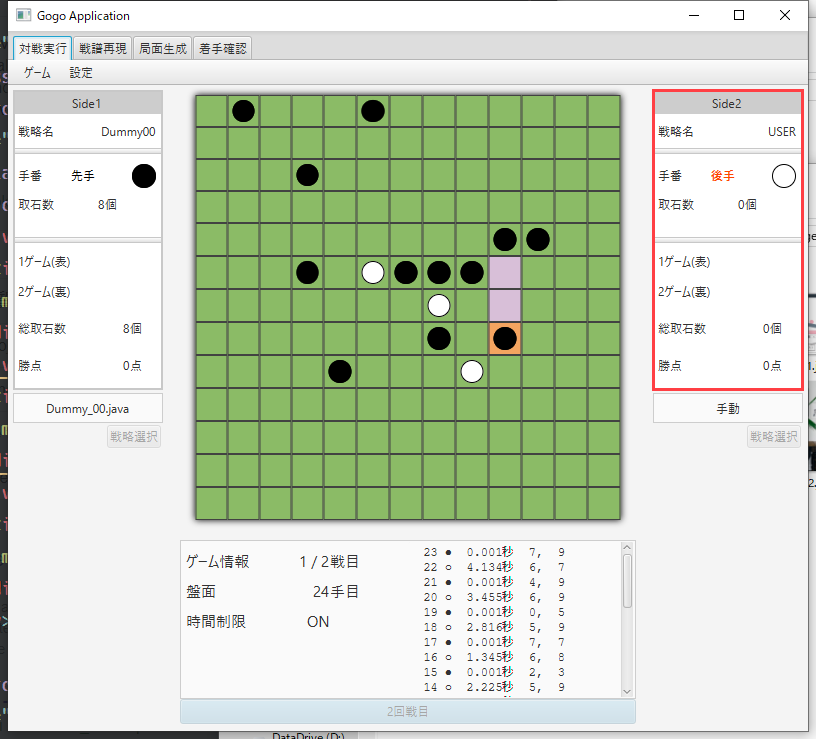 Gogo Application
対戦実行 戦譜再現 局面生成 着手確認
ゲーム 設定
Side1
戦略名 Dummy00
手番 先手
取石数 8個
1ゲーム(表)
2ゲーム(裏)
総取石数 8個
勝点 0点
Dummy_00.java
戦略選択
Side2
戦略名 USER
手番 後手
取石数 0個
1ゲーム(表)
2ゲーム(裏)
総取石数 0個
勝点 0点
手動
戦略選択
ゲーム情報 1 / 2戦目
盤面 24手目
時間制限 ON
23 ● 0.001秒 7, 9
22 ○ 4.134秒 6, 7
21 ● 0.001秒 4, 9
20 ○ 3.455秒 6, 9
19 ● 0.001秒 0, 5
18 ○ 2.816秒 5, 9
17 ● 0.001秒 7, 7
16 ○ 1.345秒 6, 8
15 ● 0.001秒 2, 3
14 ○ 2.225秒 5, 9
2回戦目
DataDrive (D:)